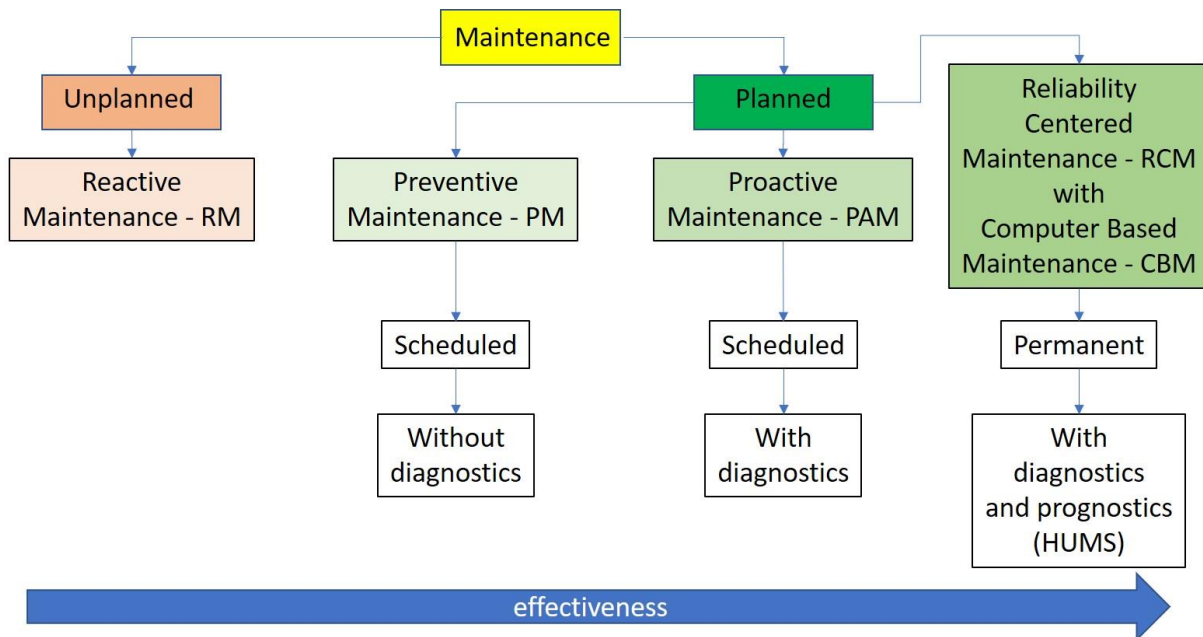 Maintenance
Unplanned
Planned
Reliability
Centered
Maintenance - RCM
with
Computer Based
Maintenance - CBM
Reactive
Maintenance - RM
Preventive
Maintenance - PM
Proactive
Maintenance - PAM
Scheduled
Scheduled
Permanent
Without
diagnostics
With
diagnostics
With
diagnostics
and prognostics
(HUMS)
effectiveness